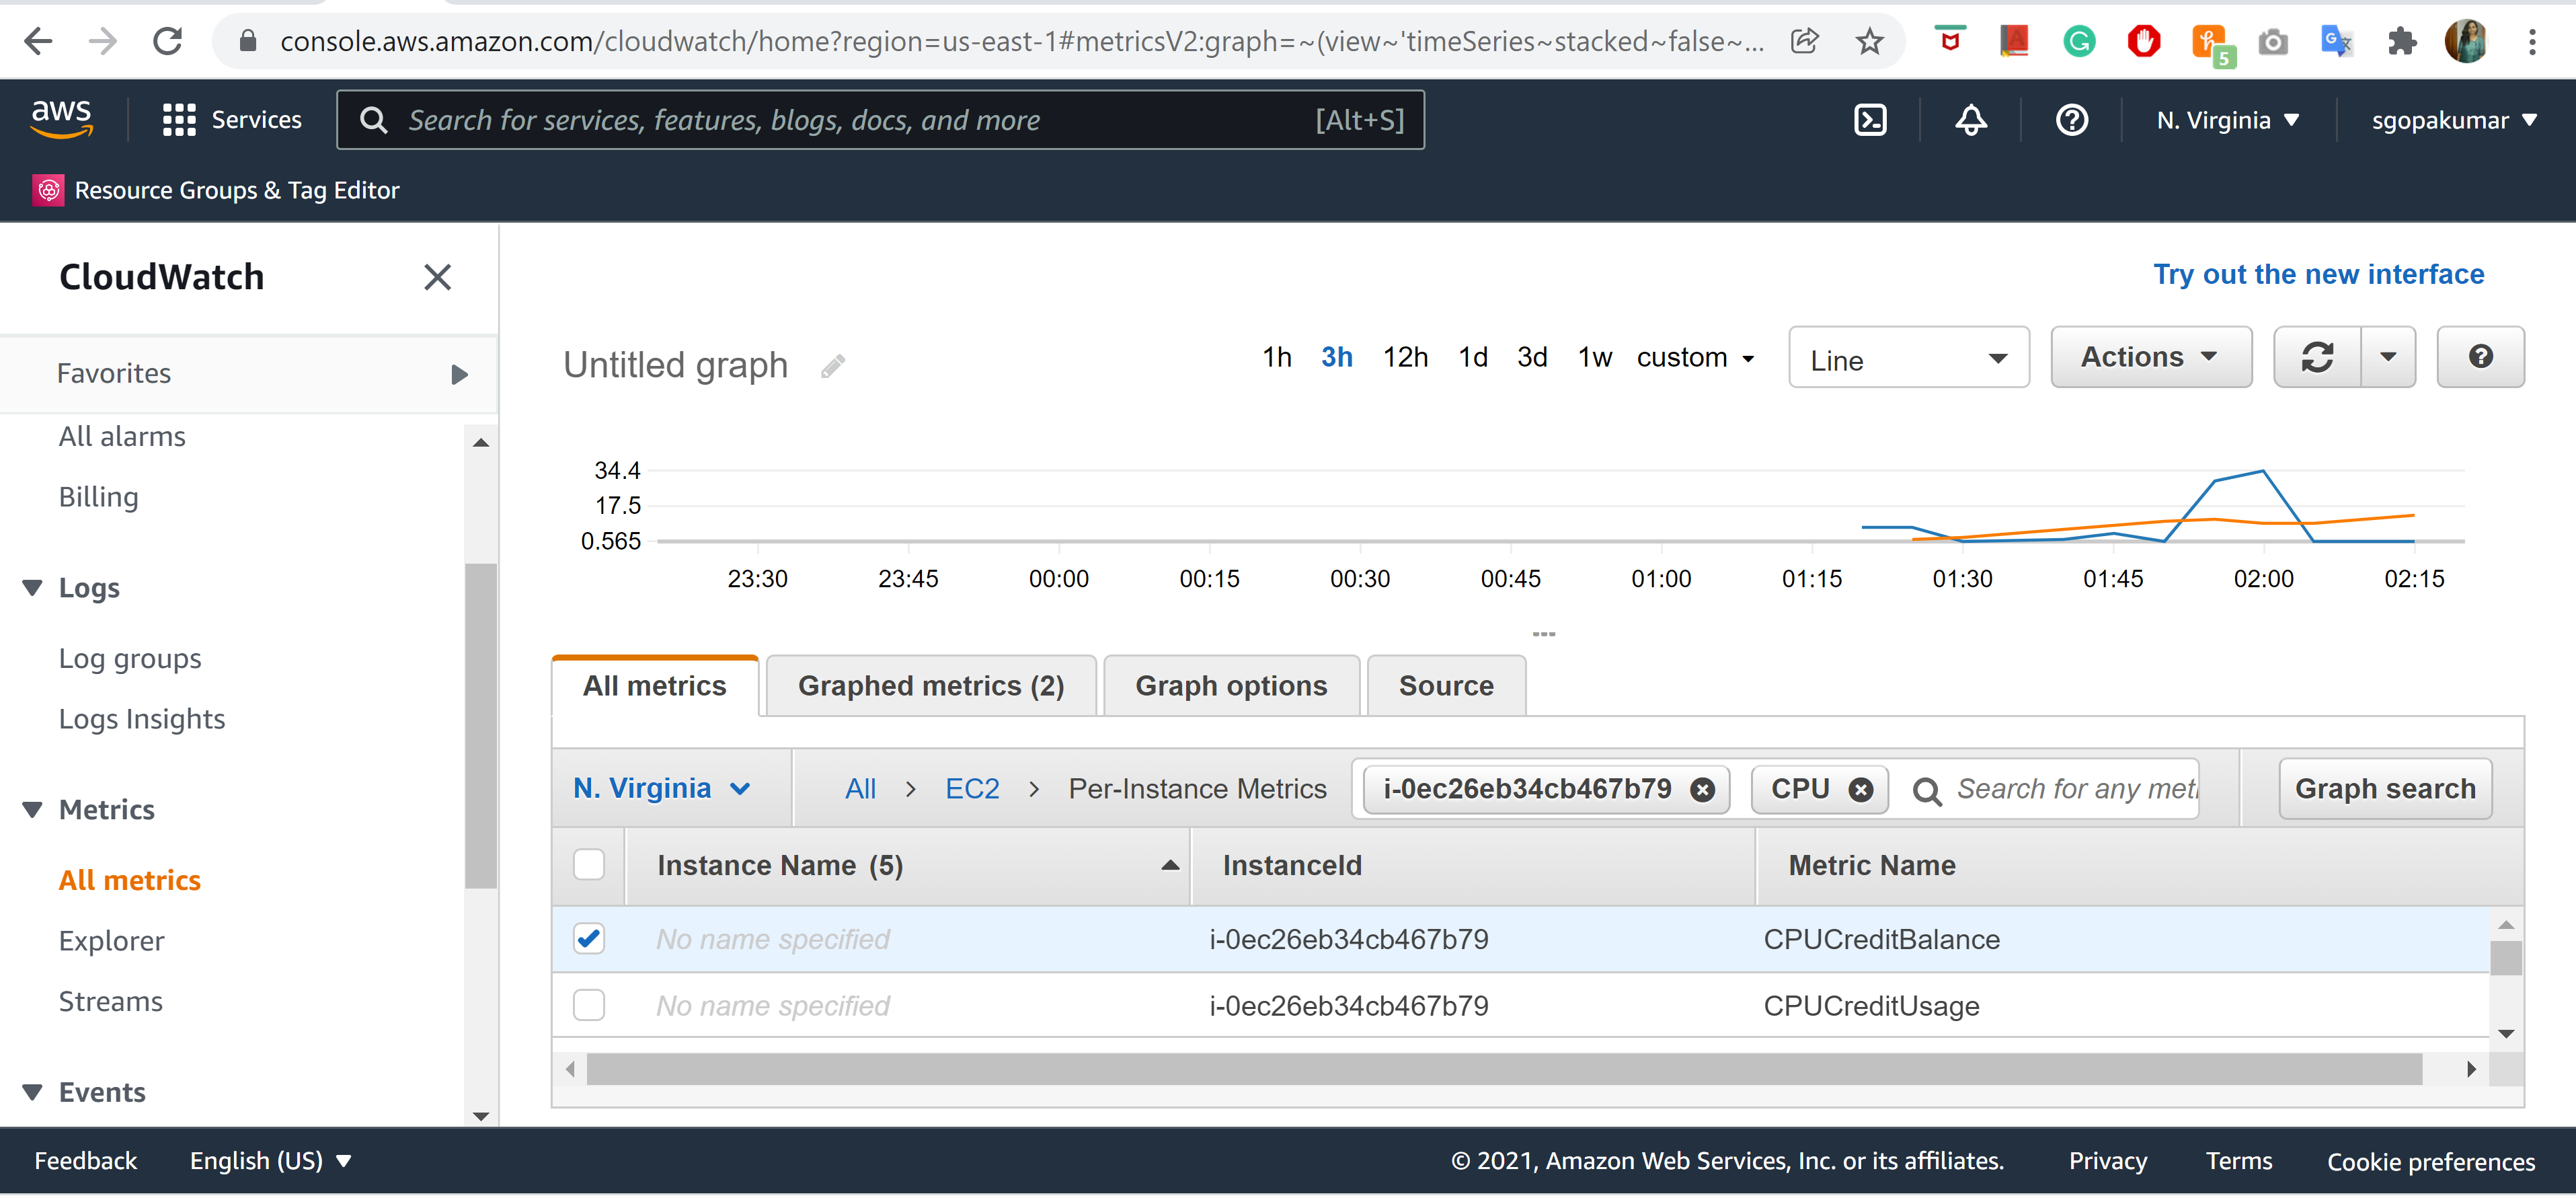 console.aws.amazon.com/cloudwatch/home?region=us-east-1#metricsV2:graph=~(view~'timeSeries~stacked~false~...
5
aws
Services
Search for services, features, blogs, docs, and more
[Alt+S]
N. Virginia
sgopakumar
Resource Groups & Tag Editor
CloudWatch
Favorites
All alarms
Billing
Logs
Log groups
Logs Insights
Metrics
All metrics
Explorer
Streams
Events
Try out the new interface
Untitled graph
1h 3h 12h 1d 3d 1w custom
Line
Actions
34.4
17.5
0.565
23:30 23:45 00:00 00:15 00:30 00:45 01:00 01:15 01:30 01:45 02:00 02:15
All metrics
Graphed metrics (2)
Graph options
Source
N. Virginia
All > EC2 > Per-Instance Metrics
i-0ec26eb34cb467b79
CPU
Search for any met
Graph search
Instance Name (5) InstanceId Metric Name
No name specified i-0ec26eb34cb467b79 CPUCreditBalance
No name specified i-0ec26eb34cb467b79 CPUCreditUsage
Feedback English (US) © 2021, Amazon Web Services, Inc. or its affiliates. Privacy Terms Cookie preferences